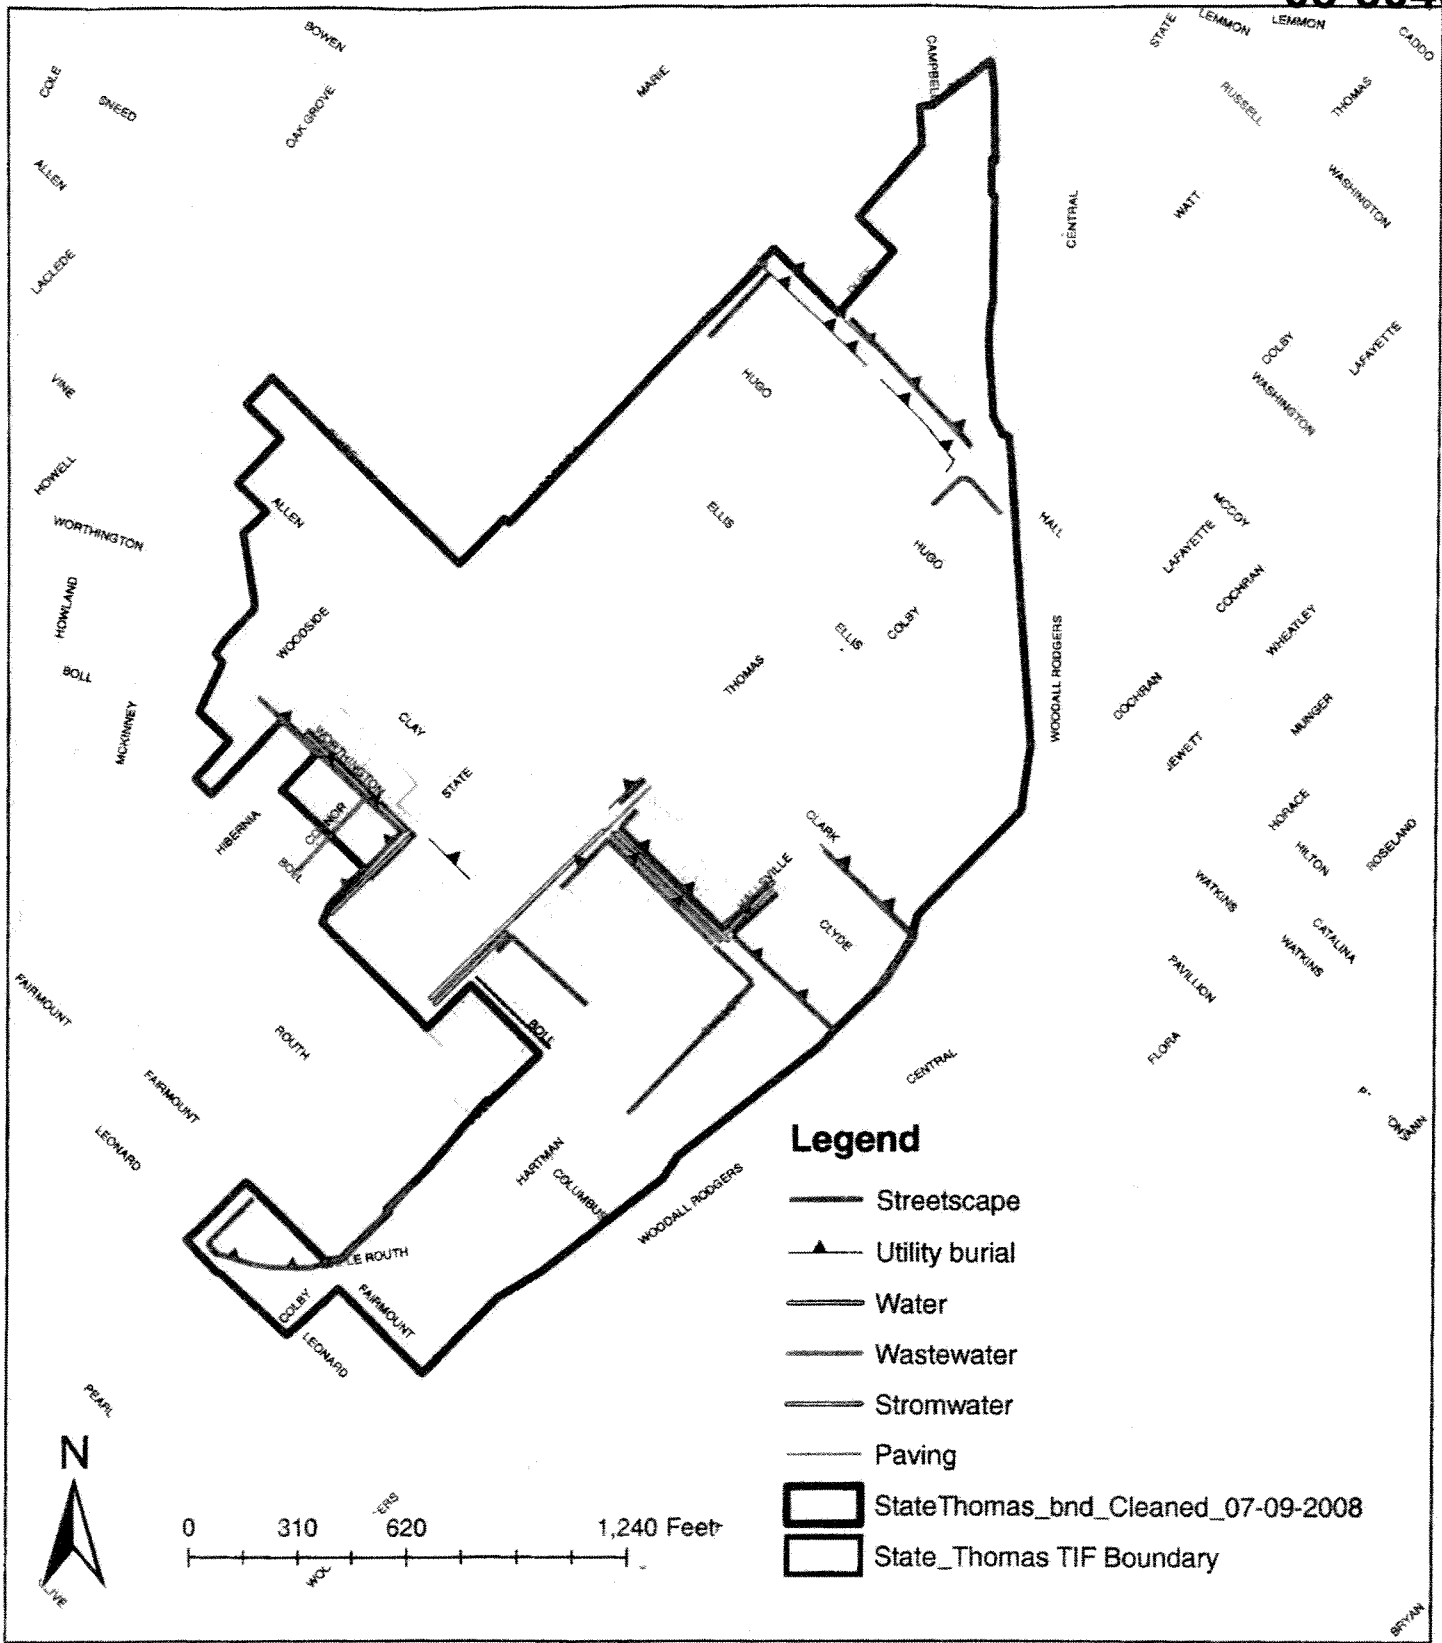 LEMMON
LEMMON
STATE
CADDO
BOWEN
CAMPBELL
COLE
SNEED
OAK GROVE
MARIE
RUSSELL
THOMAS
ALLEN
WASHINGTON
WATT
CENTRAL
LACLEDE
COLBY
LAFAYETTE
VINE
HUGO
WASHINGTON
HOWELL
ALLEN
ELLIS
WORTHINGTON
HALL
MCCOY
LAFAYETTE
HUGO
COCHRAN
HOWLAND
WOODSIDE
ELLIS
COLBY
WHEATLEY
WOODALL RODGERS
BOLL
THOMAS
COCHRAN
MCKINNEY
CLAY
MUNGER
WORTHINGTON
JEWETT
STATE
HIBERNIA
CONNOR
CLARK
HORACE
ROSELAND
HILTON
BOLL
WATKINS
CLYDE
CATALINA
WATKINS
PAVILLION
FAIRMOUNT
ROUTH
BOLL
FLORA
CENTRAL
FAIRMOUNT
LEONARD
HARTMAN
COLUMBUS
WOODALL RODGERS
LE ROUTH
COLBY
FAIRMOUNT
LEONARD
PEARL
Legend
Streetscape
Utility burial
Water
Wastewater
Stromwater
Paving
StateThomas_bnd_Cleaned_07-09-2008
State_Thomas TIF Boundary
N
0 310 620 1,240 Feet
BRYAN